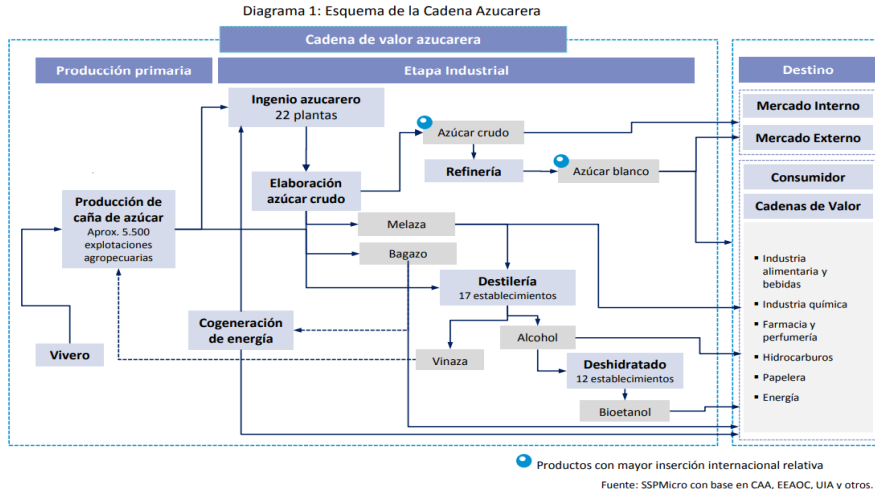 Diagrama 1: Esquema de la Cadena Azucarera
Cadena de valor azucarera
Producción primaria
Etapa Industrial
Destino
Ingenio azucarero
22 plantas
Azúcar crudo
Mercado Interno
Mercado Externo
Refinería
Azúcar blanco
Elaboración
azúcar crudo
Consumidor
Cadenas de Valor
Producción de
caña de azúcar
Aprox. 5.500
explotaciones
agropecuarias
Melaza
Bagazo
Destilería
17 establecimientos
Cogeneración
de energía
Vivero
Vinaza
Alcohol
Deshidratado
12 establecimientos
Bioetanol
▪ Industria
alimentaria y
bebidas
▪ Industria química
▪ Farmacia y
perfumería
▪ Hidrocarburos
▪ Papelera
▪ Energía
Productos con mayor inserción internacional relativa
Fuente: SSPMicro con base en CAA, EEAOC, UIA y otros.